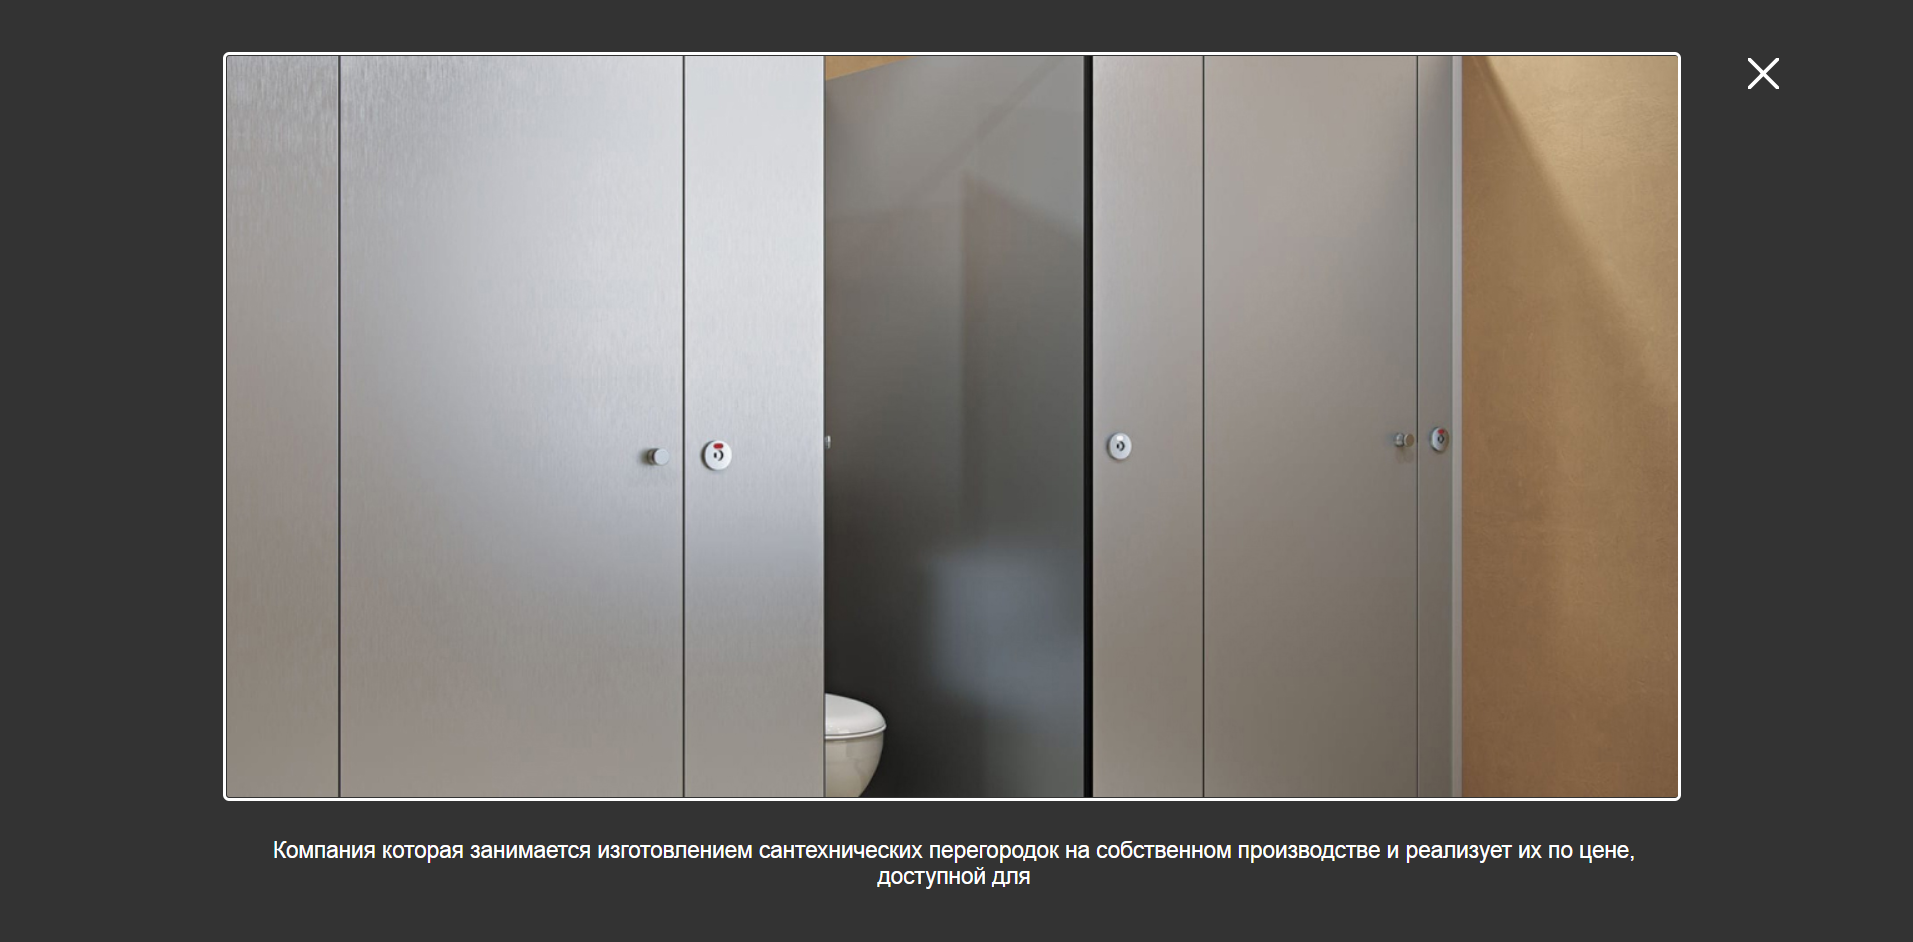 Компания которая занимается изготовлением сантехнических перегородок на собственном производстве и реализует их по цене,
доступной для